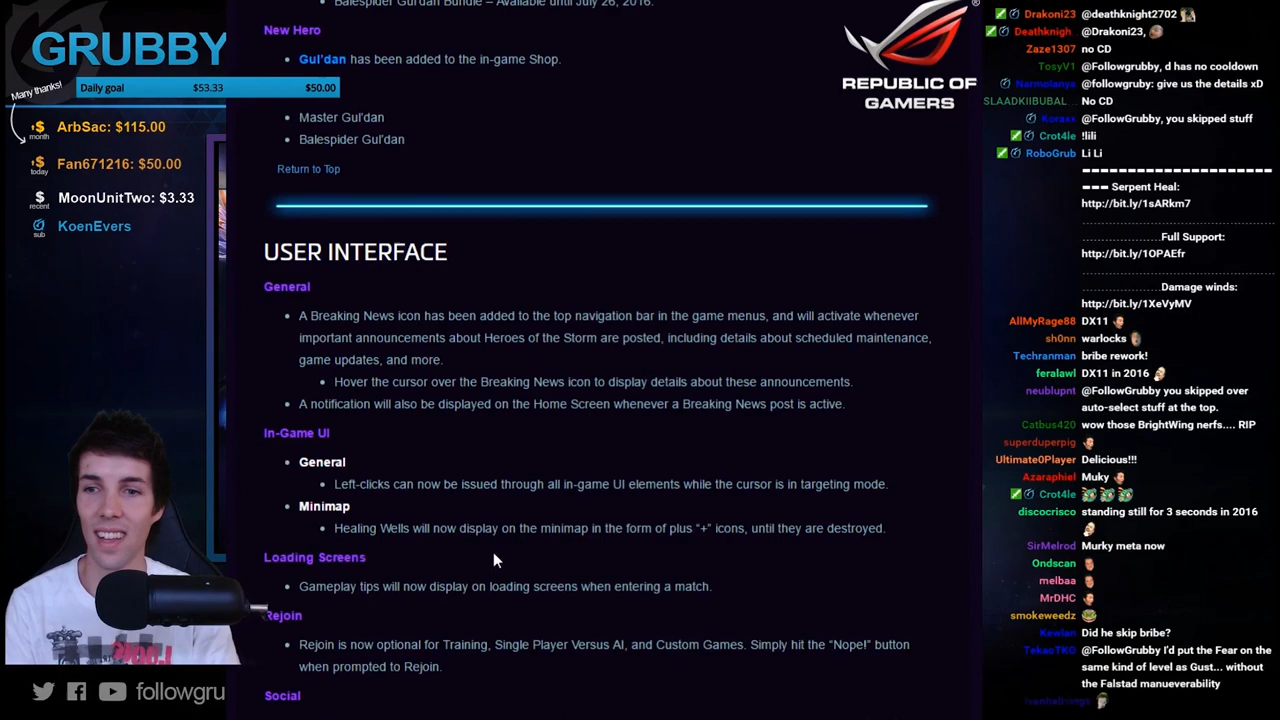 GRUBBY
Many thanks!
Daily goal $53.33 $50.00
month ArbSac: $115.00
today Fan671216: $50.00
recent MoonUnitTwo: $3.33
sub KoenEvers
followgru
Balespider Gul'dan Bundle – Available until July 26, 2016.
New Hero
Gul'dan has been added to the in-game Shop.
Master Gul'dan
Balespider Gul'dan
Return to Top
REPUBLIC OF
GAMERS
USER INTERFACE
General
A Breaking News icon has been added to the top navigation bar in the game menus, and will activate whenever
important announcements about Heroes of the Storm are posted, including details about scheduled maintenance,
game updates, and more.
Hover the cursor over the Breaking News icon to display details about these announcements.
A notification will also be displayed on the Home Screen whenever a Breaking News post is active.
In-Game UI
General
Left-clicks can now be issued through all in-game UI elements while the cursor is in targeting mode.
Minimap
Healing Wells will now display on the minimap in the form of plus “+” icons, until they are destroyed.
Loading Screens
Gameplay tips will now display on loading screens when entering a match.
Rejoin
Rejoin is now optional for Training, Single Player Versus AI, and Custom Games. Simply hit the “Nope!” button
when prompted to Rejoin.
Social
Drakoni23 @deathknight2702
Deathknigh @Drakoni23,
Zaze1307 no CD
TosyV1 @Followgrubby, d has no cooldown
@followgruby: give us the details xD
SLAADKIIBUBAL... No CD
Koraxx @FollowGrubby, you skipped stuff
Crot4le !lili
RoboGrub Li Li
Serpent Heal:
http://bit.ly/1sARkm7
Full Support:
http://bit.ly/1OPAEfr
Damage winds:
http://bit.ly/1XeVyMV
AllMyRage88 DX11
sh0nn warlocks
Techranman bribe rework!
feralawl DX11 in 2016
neublupnt @FollowGrubby you skipped over
auto-select stuff at the top.
Catbus420 wow those BrightWing nerfs.... RIP
superduperpig
Ultimate0Player Delicious!!!
Azaraphiel Muky
Crot4le
discocrisco standing still for 3 seconds in 2016
SirMelrod Murky meta now
Ondscan
melbaa
MrDHC
smokeweedz
Kewlan Did he skip bribe?
TekaoTKO @FollowGrubby I'd put the Fear on
the same kind of level as Gust... without
the Falstad manueverability